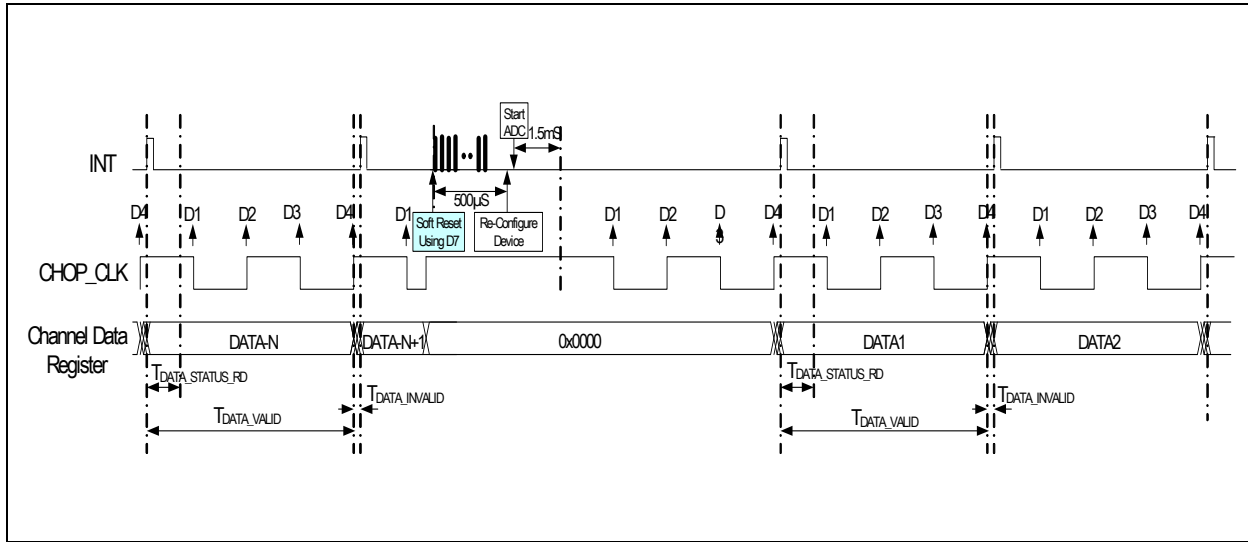 Start
ADC
1.5mS
INT
500µS
D4 D1 D2 D3 D4 D1 Soft Reset
Using D7 Re-Configure
Device D1 D2 D
3 D4 D1 D2 D3 D4 D1 D2 D3 D4
CHOP_CLK
Channel Data
Register
DATA-N DATA-N+1 0x0000 DATA1 DATA2
TDATA_STATUS_RD TDATA_STATUS_RD
TDATA_INVALID TDATA_INVALID
TDATA_VALID TDATA_VALID